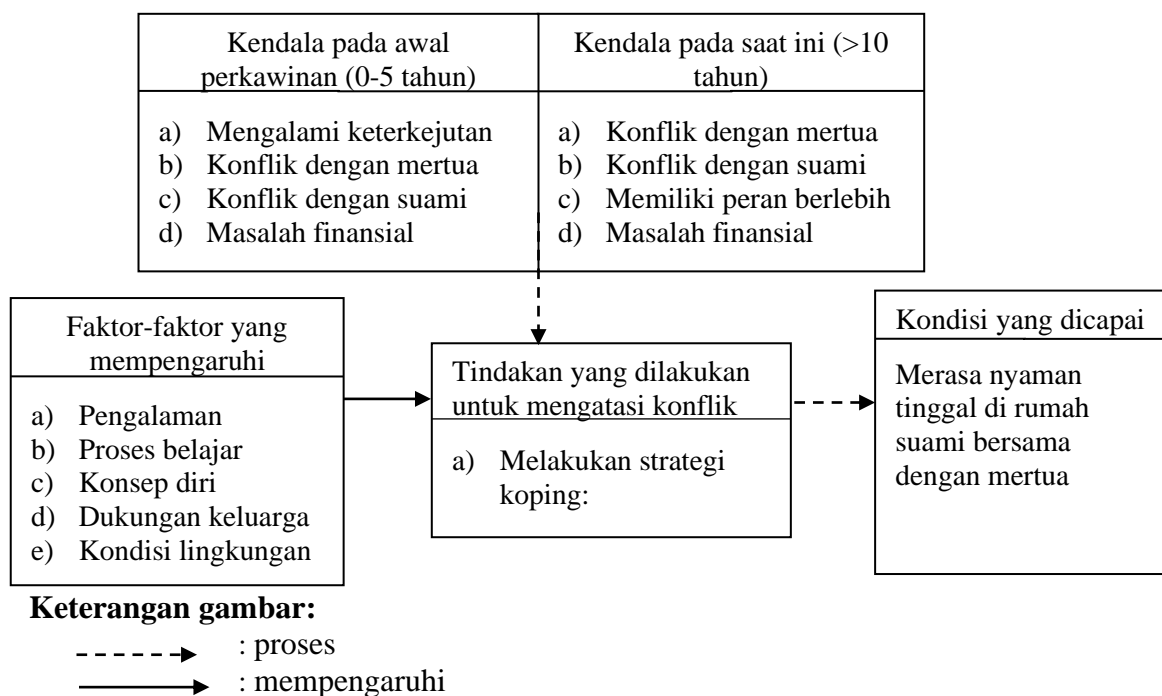 Kendala pada awal
perkawinan (0-5 tahun)
a) Mengalami keterkejutan
b) Konflik dengan mertua
c) Konflik dengan suami
d) Masalah finansial
Kendala pada saat ini (>10
tahun)
a) Konflik dengan mertua
b) Konflik dengan suami
c) Memiliki peran berlebih
d) Masalah finansial
Faktor-faktor yang
mempengaruhi
a) Pengalaman
b) Proses belajar
c) Konsep diri
d) Dukungan keluarga
e) Kondisi lingkungan
Tindakan yang dilakukan
untuk mengatasi konflik
a) Melakukan strategi
koping:
Kondisi yang dicapai
Merasa nyaman
tinggal di rumah
suami bersama
dengan mertua
Keterangan gambar:
: proses
: mempengaruhi